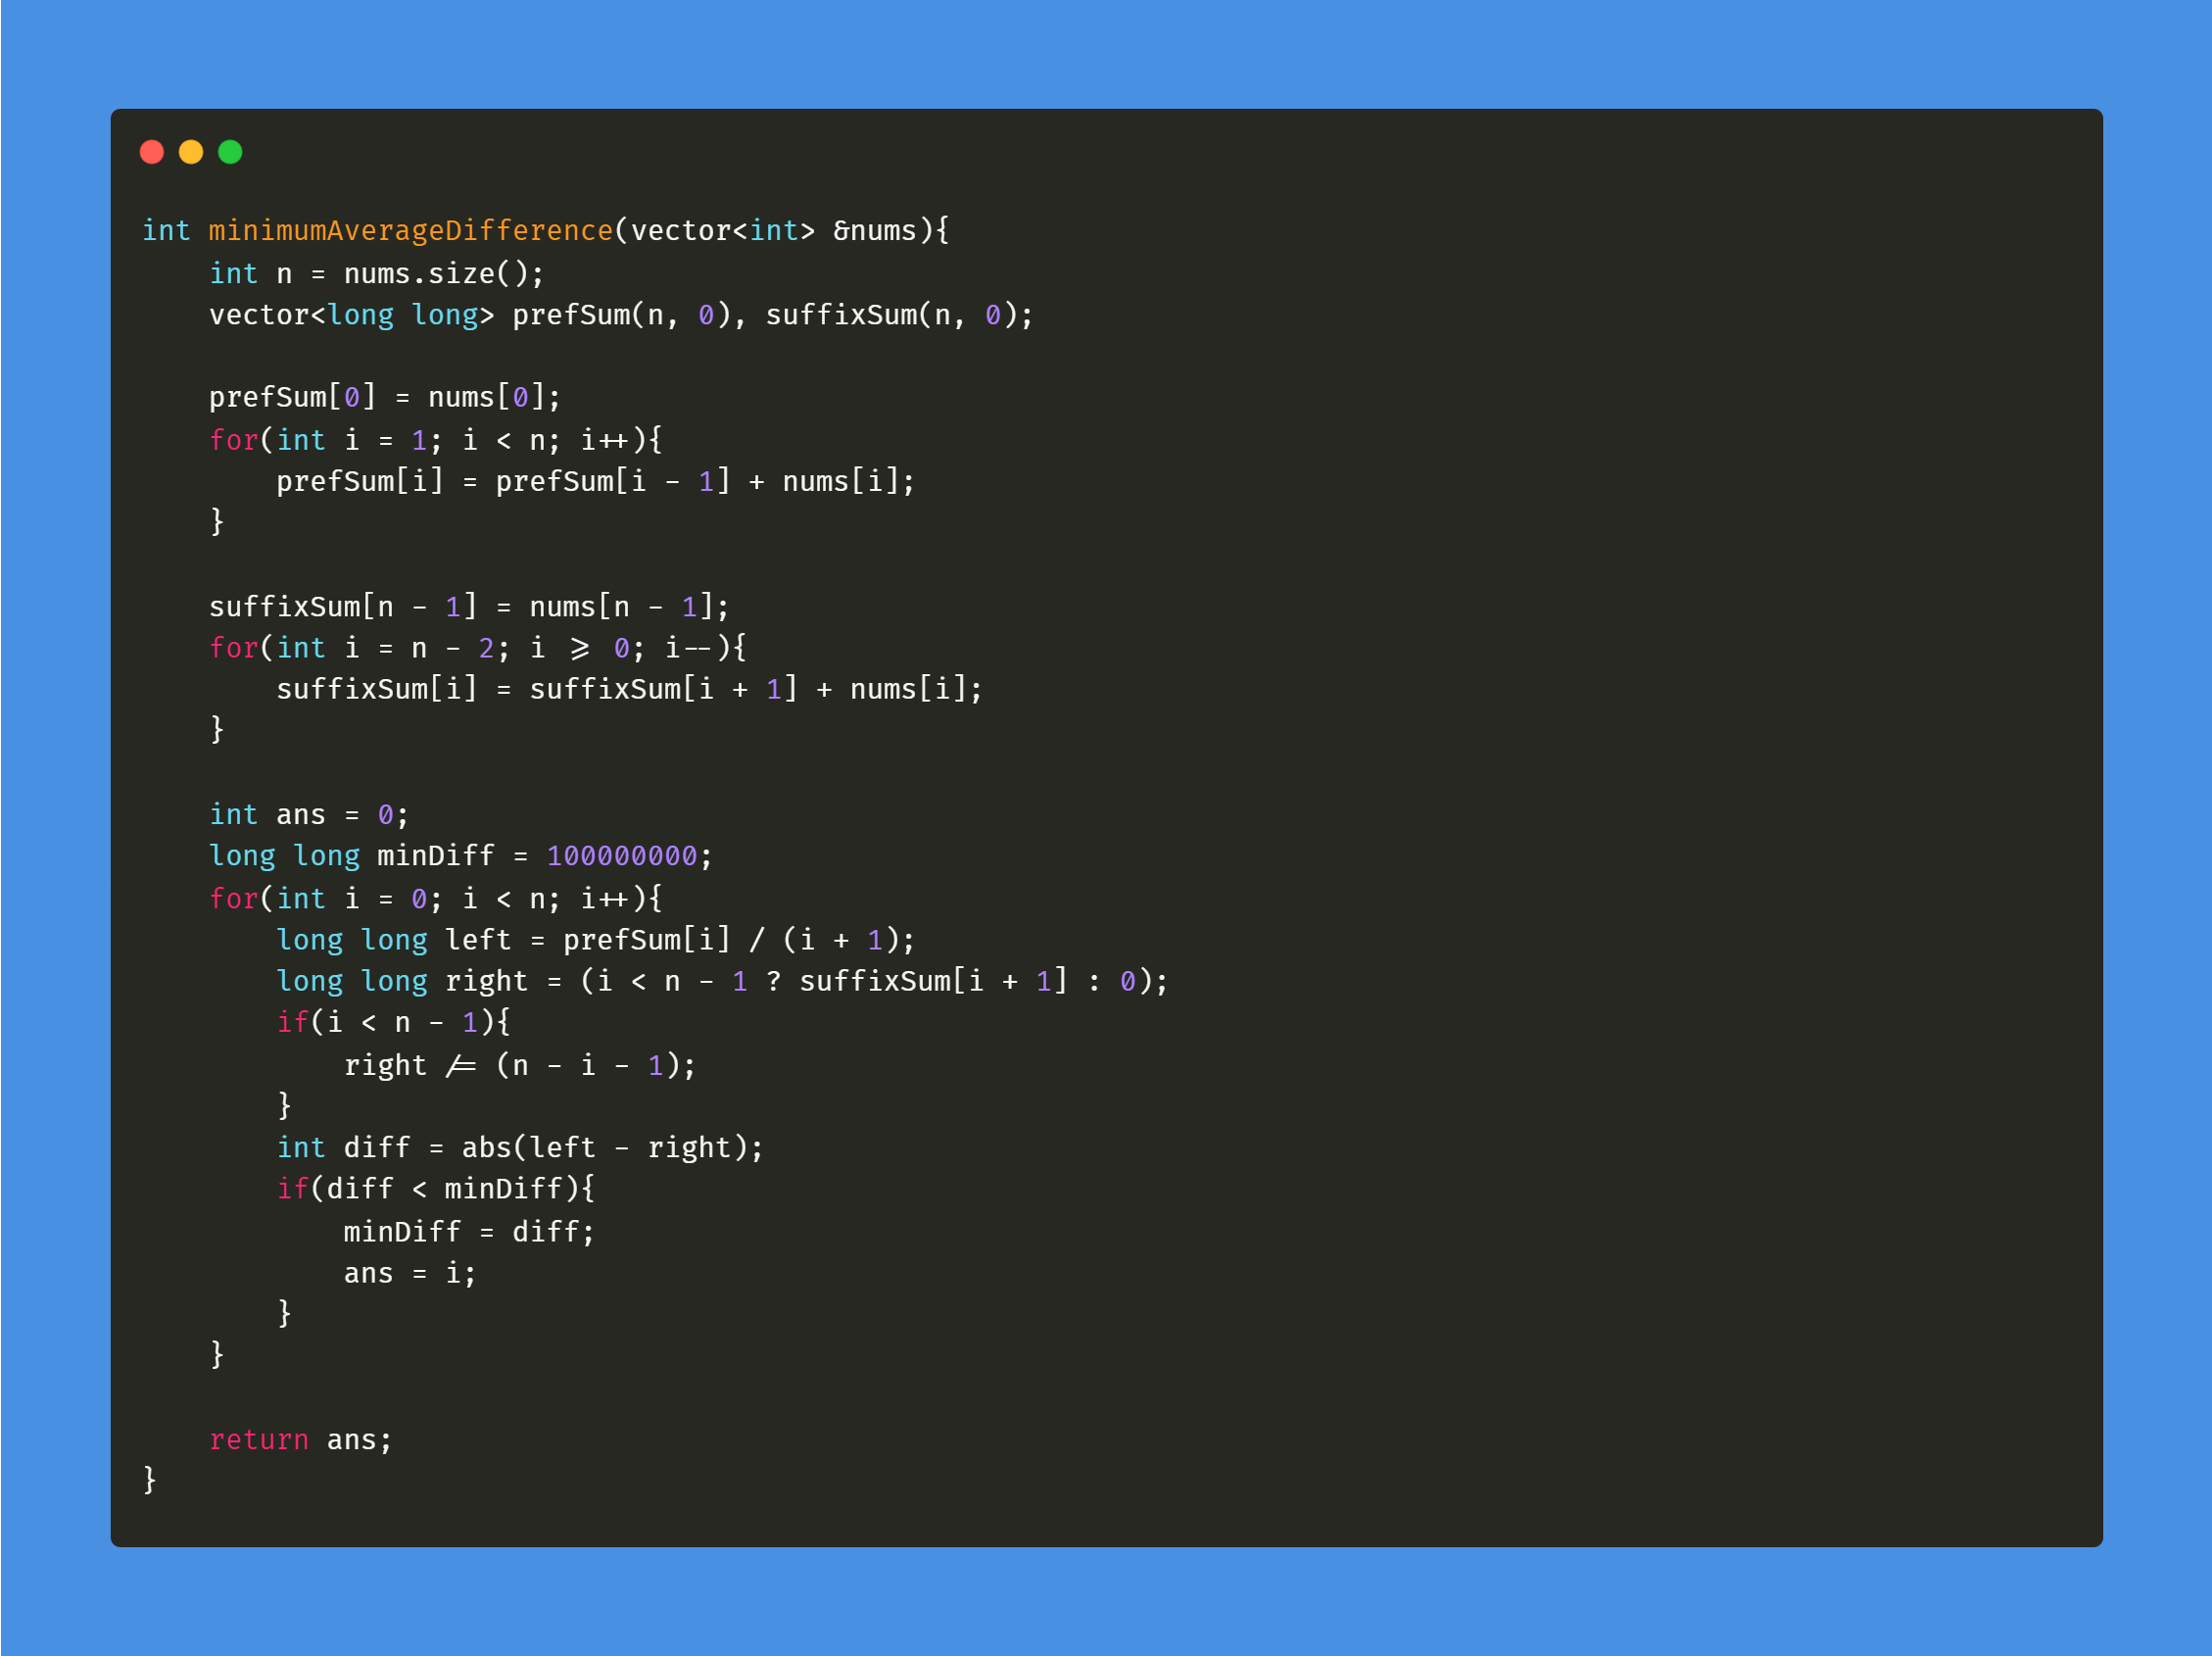 int minimumAverageDifference(vector<int> &nums){
    int n = nums.size();
    vector<long long> prefSum(n, 0), suffixSum(n, 0);

    prefSum[0] = nums[0];
    for(int i = 1; i < n; i++){
        prefSum[i] = prefSum[i - 1] + nums[i];
    }

    suffixSum[n - 1] = nums[n - 1];
    for(int i = n - 2; i >= 0; i--){
        suffixSum[i] = suffixSum[i + 1] + nums[i];
    }

    int ans = 0;
    long long minDiff = 100000000;
    for(int i = 0; i < n; i++){
        long long left = prefSum[i] / (i + 1);
        long long right = (i < n - 1 ? suffixSum[i + 1] : 0);
        if(i < n - 1){
            right /= (n - i - 1);
        }
        int diff = abs(left - right);
        if(diff < minDiff){
            minDiff = diff;
            ans = i;
        }
    }

    return ans;
}